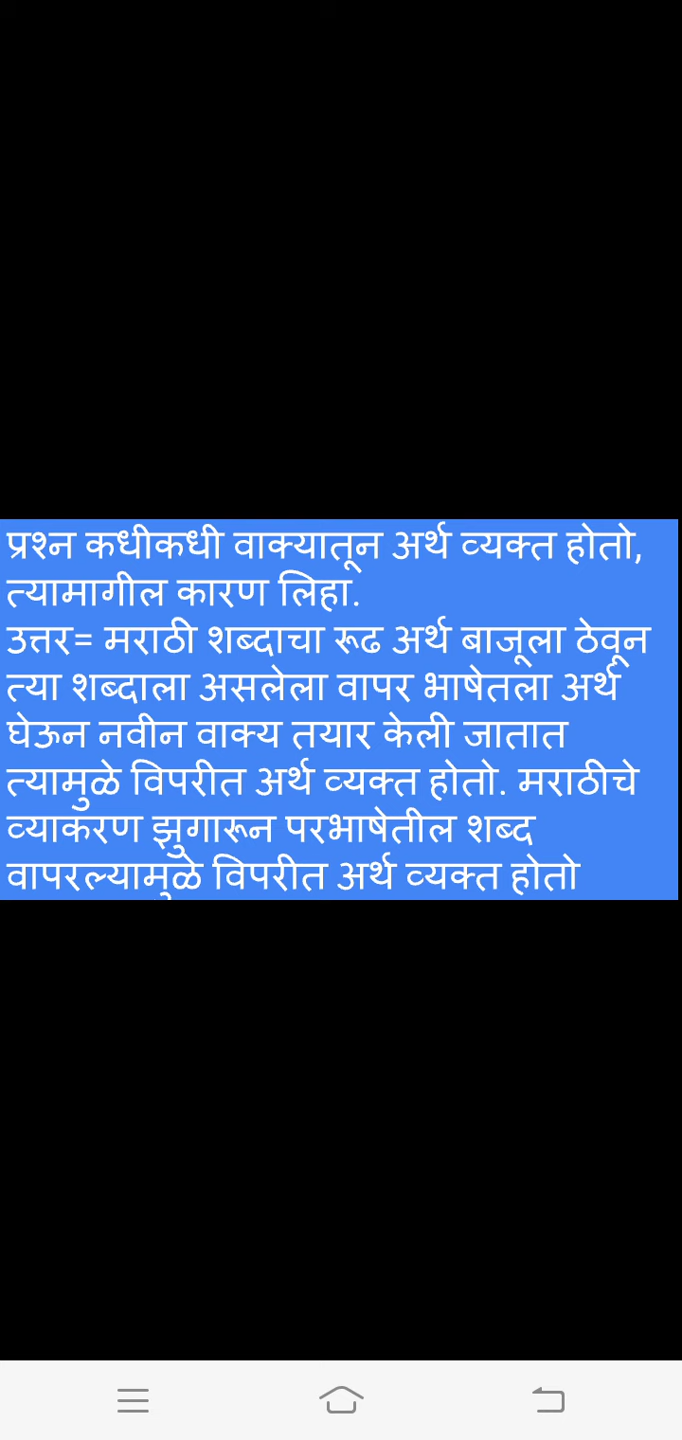 प्रश्न कधीकधी वाक्यातून अर्थ व्यक्त होतो,
त्यामागील कारण लिहा.
उत्तर= मराठी शब्दाचा रूढ अर्थ बाजूला ठेवून
त्या शब्दाला असलेला वापर भाषेतला अर्थ
घेऊन नवीन वाक्य तयार केली जातात
त्यामुळे विपरीत अर्थ व्यक्त होतो. मराठीचे
व्याकरण झुगारून परभाषेतील शब्द
वापरल्यामुळे विपरीत अर्थ व्यक्त होतो